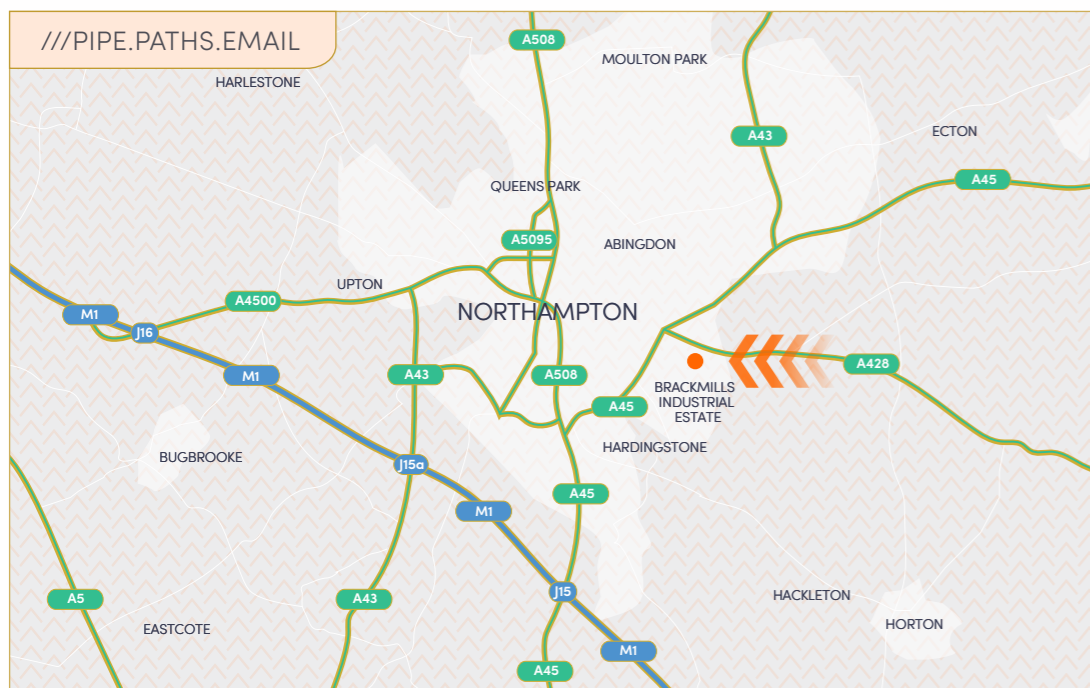 ///PIPE.PATHS.EMAIL
A508
MOULTON PARK
HARLESTONE
A43
ECTON
A45
QUEENS PARK
A5095
ABINGDON
UPTON
A4500
M1
NORTHAMPTON
J16
M1
A43
A508
A428
BRACKMILLS
INDUSTRIAL
ESTATE
A45
HARDINGSTONE
BUGBROOKE
J15a
A45
M1
J15
A5
A43
HACKLETON
EASTCOTE
HORTON
M1
A45